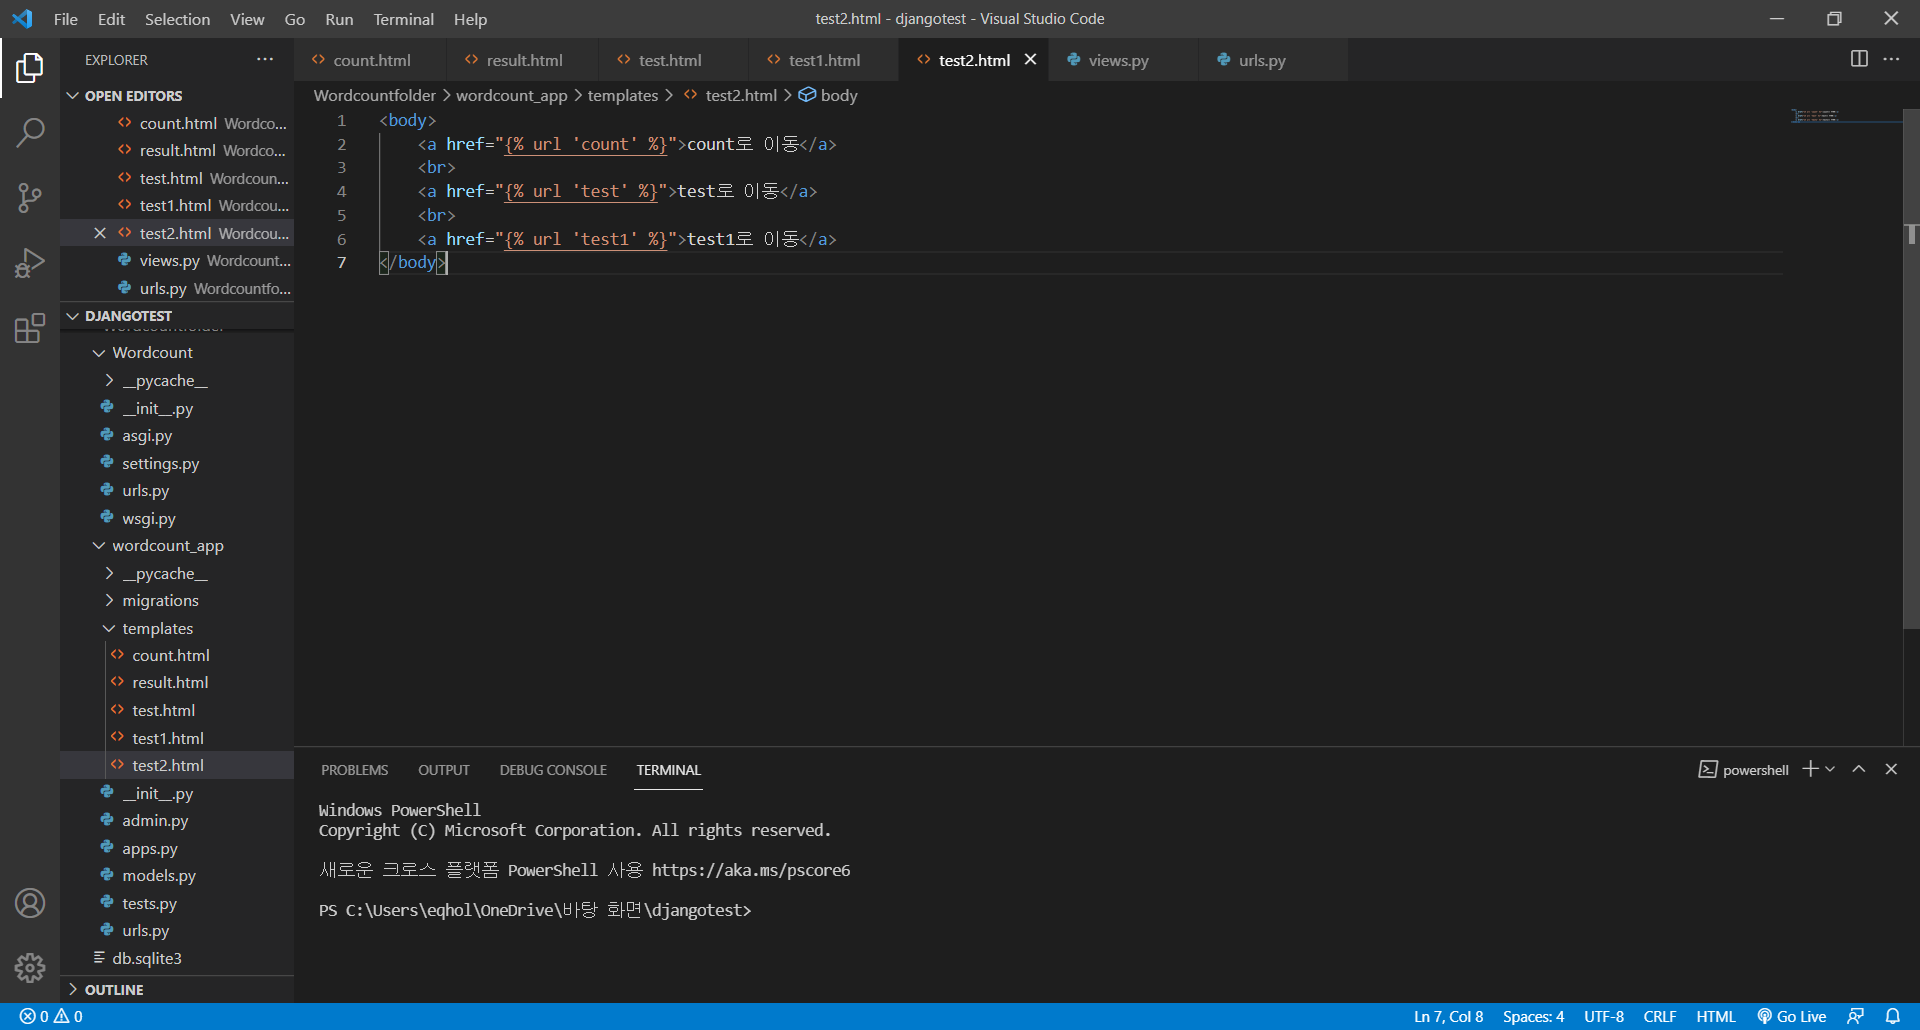 File Edit Selection View Go Run Terminal Help test2.html - djangotest - Visual Studio Code
EXPLORER
OPEN EDITORS
count.html Wordco...
result.html Wordco...
test.html Wordcoun...
test1.html Wordcou...
test2.html Wordcou...
views.py Wordcount...
urls.py Wordcountfo...
DJANGOTEST
Wordcountfolder
Wordcount
__pycache__
__init__.py
asgi.py
settings.py
urls.py
wsgi.py
wordcount_app
__pycache__
migrations
templates
count.html
result.html
test.html
test1.html
test2.html
__init__.py
admin.py
apps.py
models.py
tests.py
urls.py
db.sqlite3
OUTLINE
count.html result.html test.html test1.html test2.html views.py urls.py
Wordcountfolder > wordcount_app > templates > test2.html > body
1 <body>
2 <a href="{% url 'count' %}">count로 이동</a>
3 <br>
4 <a href="{% url 'test' %}">test로 이동</a>
5 <br>
6 <a href="{% url 'test1' %}">test1로 이동</a>
7 </body>
PROBLEMS OUTPUT DEBUG CONSOLE TERMINAL powershell
Windows PowerShell
Copyright (C) Microsoft Corporation. All rights reserved.
새로운 크로스 플랫폼 PowerShell 사용 https://aka.ms/pscore6
PS C:\Users\eqhol\OneDrive\바탕 화면\djangotest>
0 0 Ln 7, Col 8 Spaces: 4 UTF-8 CRLF HTML Go Live